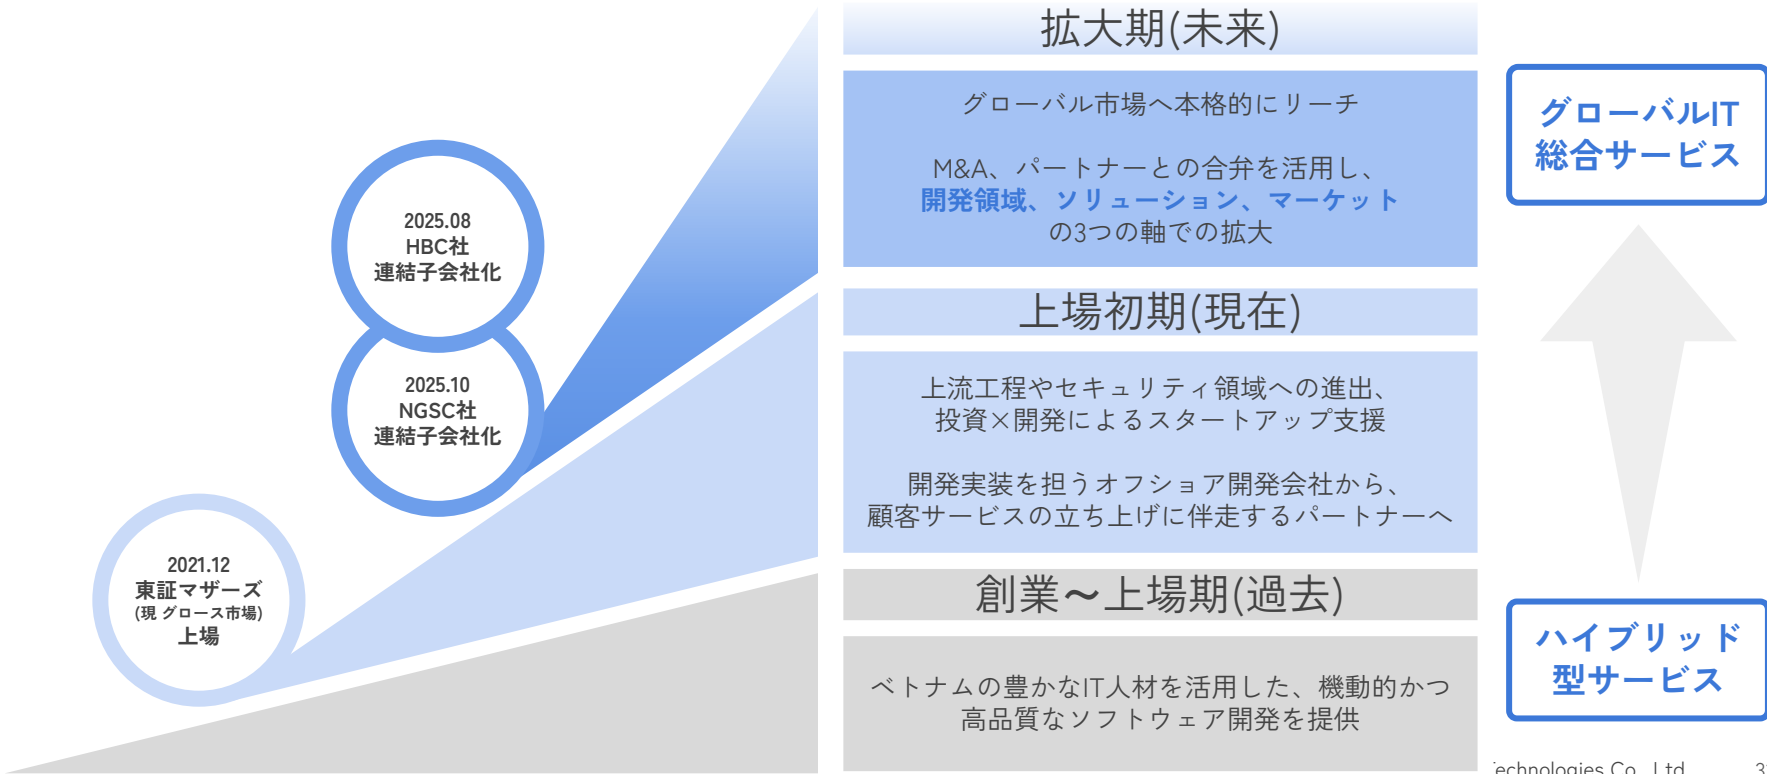 拡大期(未来)
グローバル市場へ本格的にリーチ
M&A、パートナーとの合弁を活用し、
開発領域、ソリューション、マーケット
の3つの軸での拡大
グローバルIT
総合サービス
2025.08
HBC社
連結子会社化
2025.10
NGSC社
連結子会社化
上場初期(現在)
上流工程やセキュリティ領域への進出、
投資×開発によるスタートアップ支援
開発実装を担うオフショア開発会社から、
顧客サービスの立ち上げに伴走するパートナーへ
2021.12
東証マザーズ
(現 グロース市場)
上場
創業〜上場期(過去)
ベトナムの豊かなIT人材を活用した、機動的かつ
高品質なソフトウェア開発を提供
ハイブリッド
型サービス
Technologies Co., Ltd.